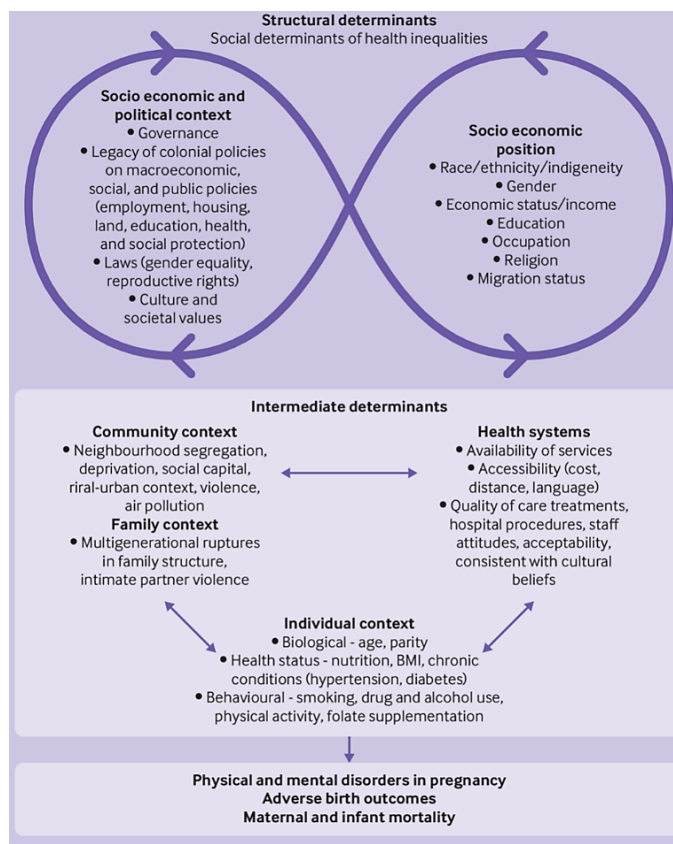 Structural determinants
Social determinants of health inequalities
Socio economic and
political context
• Governance
• Legacy of colonial policies
on macroeconomic,
social, and public policies
(employment, housing,
land, education, health,
and social protection)
• Laws (gender equality,
reproductive rights)
• Culture and
societal values
Socio economic
position
• Race/ethnicity/indigeneity
• Gender
• Economic status/income
• Education
• Occupation
• Religion
• Migration status
Intermediate determinants
Community context
• Neighbourhood segregation,
deprivation, social capital,
riral-urban context, violence,
air pollution
Family context
• Multigenerational ruptures
in family structure,
intimate partner violence
Health systems
• Availability of services
• Accessibility (cost,
distance, language)
• Quality of care treatments,
hospital procedures, staff
attitudes, acceptability,
consistent with cultural
beliefs
Individual context
• Biological - age, parity
• Health status - nutrition, BMI, chronic
conditions (hypertension, diabetes)
• Behavioural - smoking, drug and alcohol use,
physical activity, folate supplementation
Physical and mental disorders in pregnancy
Adverse birth outcomes
Maternal and infant mortality